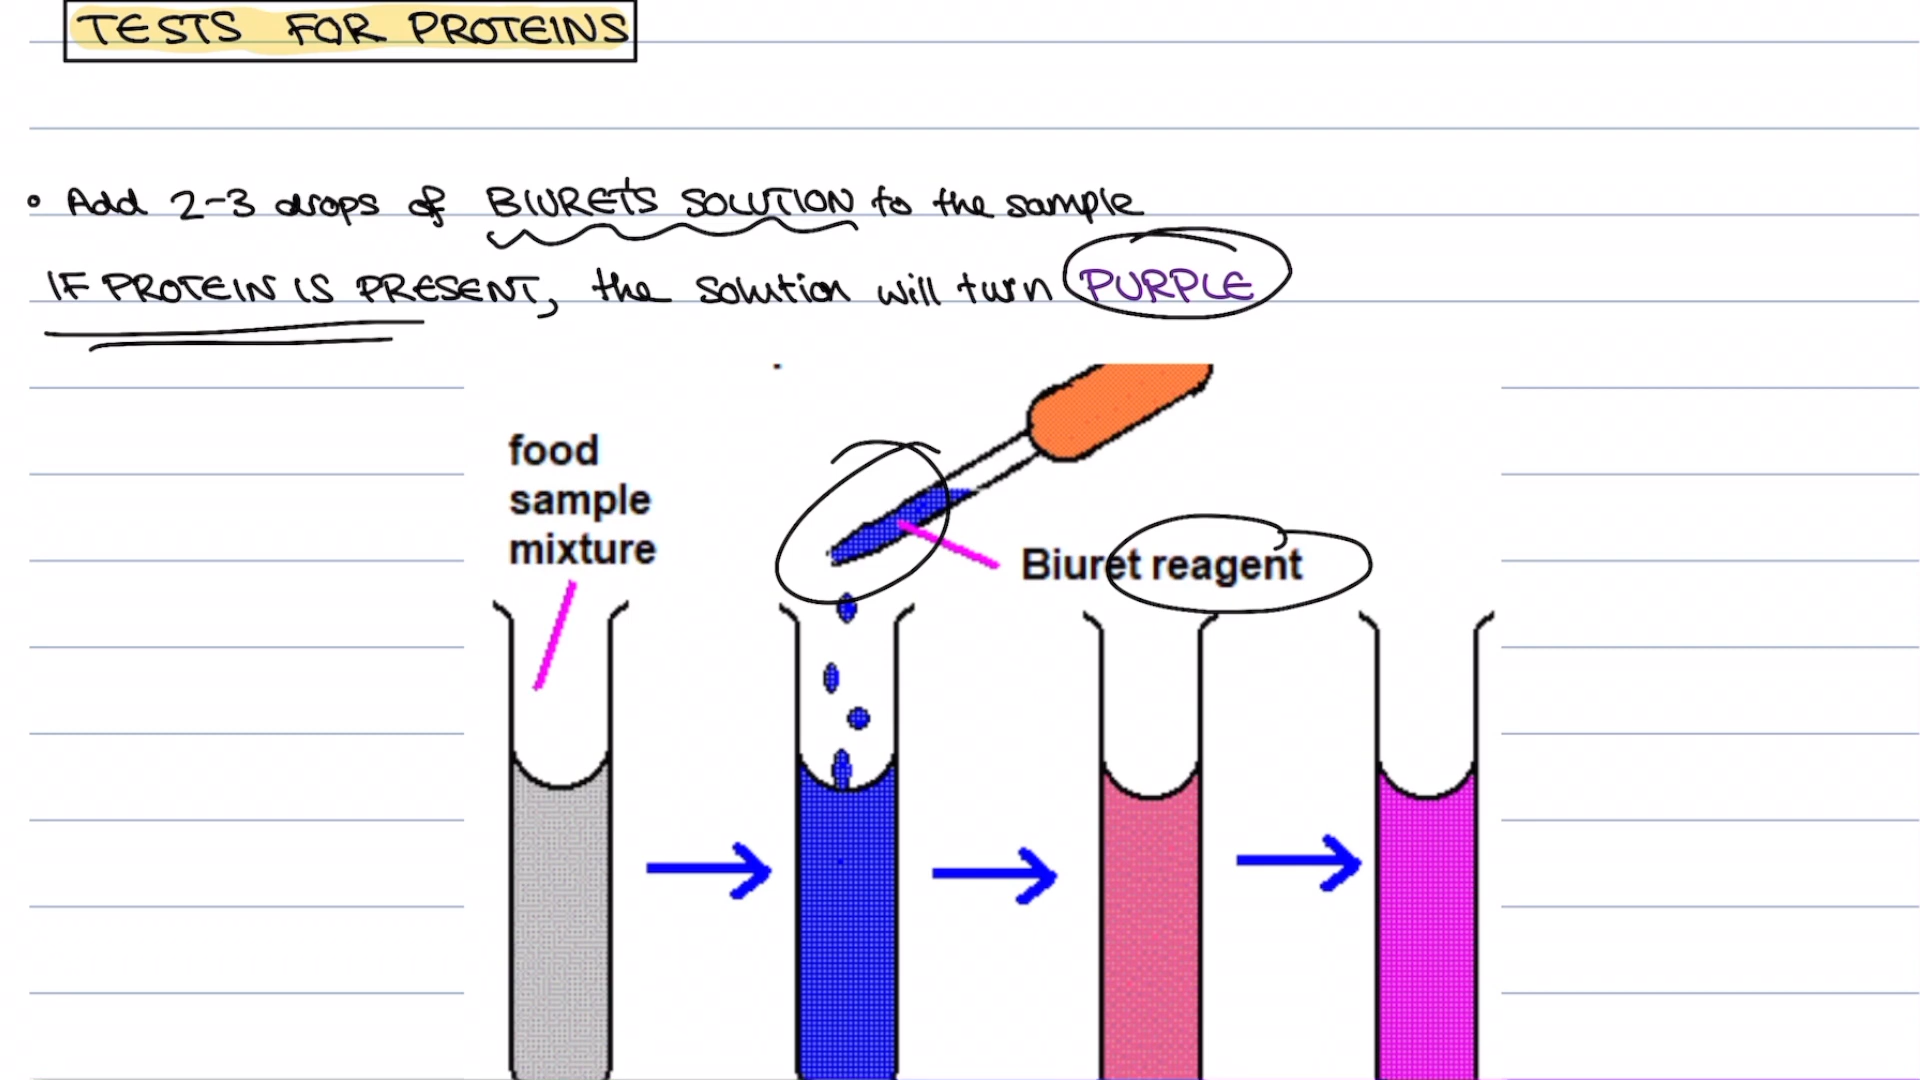 TESTS FOR PROTEINS
• Add 2-3 drops of BIURETS SOLUTION to the sample
IF PROTEIN IS PRESENT, the solution will turn PURPLE
food
sample
mixture
Biuret reagent